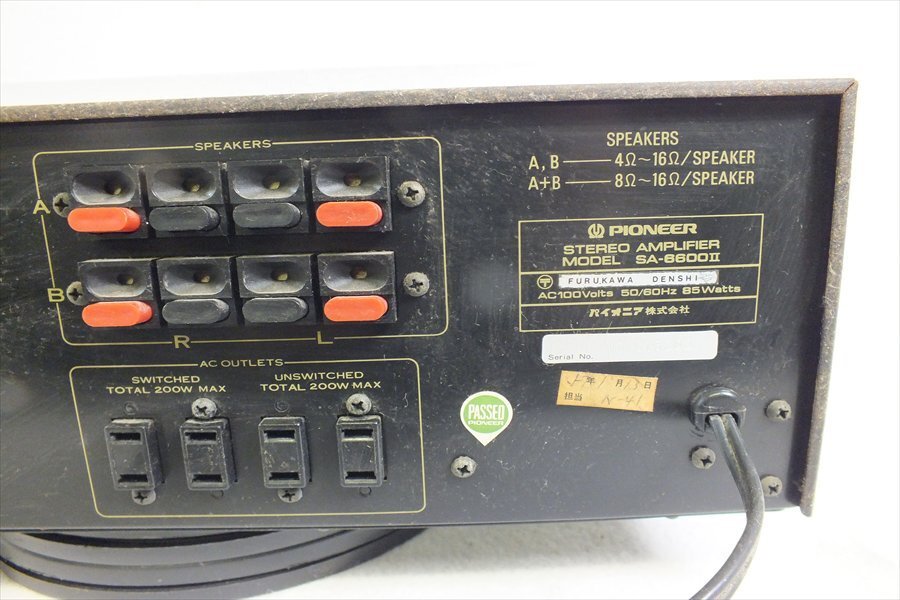 SPEAKERS
A
B
R L
AC OUTLETS
SWITCHED
TOTAL 200W MAX
UNSWITCHED
TOTAL 200W MAX
SPEAKERS
A, B 4Ω~16Ω/SPEAKER
A+B 8Ω~16Ω/SPEAKER
PIONEER
STEREO AMPLIFIER
MODEL SA-6600II
FURUKAWA DENSHI
AC100Volts 50/60Hz 85Watts
パイオニア株式会社
Serial No.
年 月 日
担当
PASSED
PIONEER